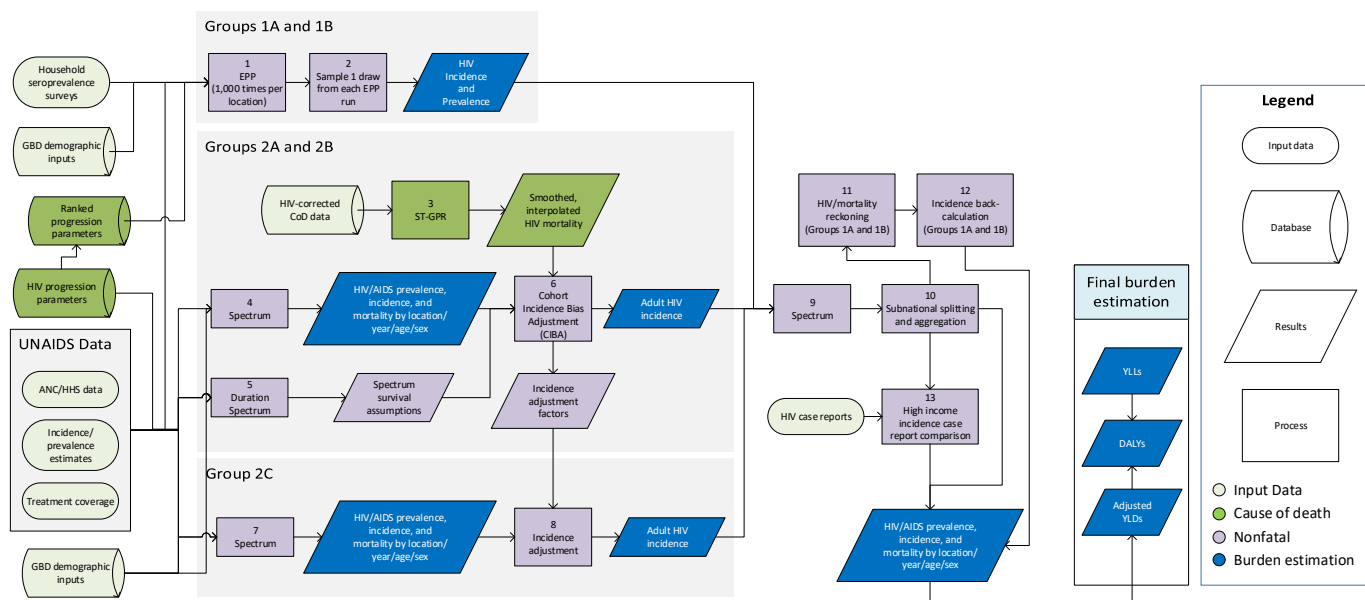 Groups 1A and 1B
Household
seroprevalence
surveys
GBD demographic
inputs
Ranked
progression
parameters
HIV progression
parameters
UNAIDS Data
ANC/HHS data
Incidence/
prevalence
estimates
Treatment coverage
GBD demographic
inputs
1
EPP
(1,000 times per
location)
2
Sample 1 draw
from each EPP
run
HIV
Incidence
and
Prevalence
Groups 2A and 2B
HIV-corrected
CoD data
3
ST-GPR
Smoothed,
interpolated
HIV mortality
4
Spectrum
HIV/AIDS prevalence,
incidence, and
mortality by location/
year/age/sex
6
Cohort
Incidence Bias
Adjustment
(CIBA)
Adult HIV
incidence
5
Duration
Spectrum
Spectrum
survival
assumptions
Incidence
adjustment
factors
Group 2C
7
Spectrum
HIV/AIDS prevalence,
incidence, and
mortality by location/
year/age/sex
8
Incidence
adjustment
Adult HIV
incidence
9
Spectrum
10
Subnational splitting
and aggregation
11
HIV/mortality
reckoning
(Groups 1A and 1B)
12
Incidence back-
calculation
(Groups 1A and 1B)
HIV case reports
13
High income
incidence case
report comparison
HIV/AIDS prevalence,
incidence, and
mortality by location/
year/age/sex
Final burden
estimation
YLLs
DALYs
Adjusted
YLDs
Legend
Input data
Database
Results
Process
Input Data
Cause of death
Nonfatal
Burden estimation